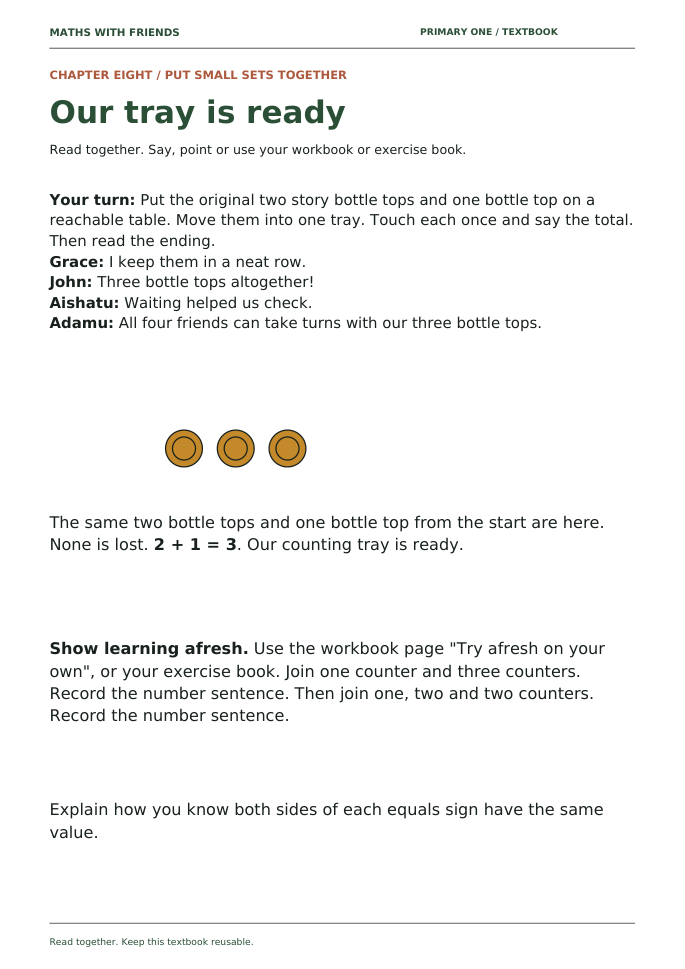 MATHS WITH FRIENDS
PRIMARY ONE / TEXTBOOK
CHAPTER EIGHT / PUT SMALL SETS TOGETHER
Our tray is ready
Read together. Say, point or use your workbook or exercise book.
Your turn: Put the original two story bottle tops and one bottle top on a
reachable table. Move them into one tray. Touch each once and say the total.
Then read the ending.
Grace: I keep them in a neat row.
John: Three bottle tops altogether!
Aishatu: Waiting helped us check.
Adamu: All four friends can take turns with our three bottle tops.
The same two bottle tops and one bottle top from the start are here.
None is lost. 2 + 1 = 3. Our counting tray is ready.
Show learning afresh. Use the workbook page "Try afresh on your
own", or your exercise book. Join one counter and three counters.
Record the number sentence. Then join one, two and two counters.
Record the number sentence.
Explain how you know both sides of each equals sign have the same
value.
Read together. Keep this textbook reusable.